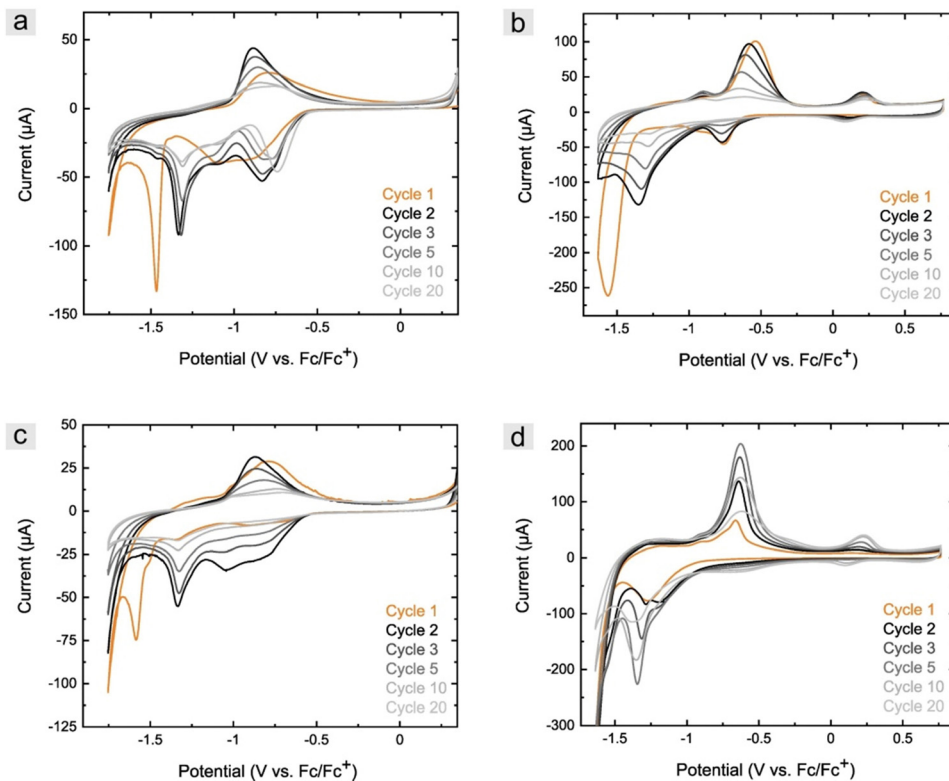 a
50
0
-50
-100
-150
Current (µA)
-1.5
-1
-0.5
0
Potential (V vs. Fc/Fc+)
Cycle 1
Cycle 2
Cycle 3
Cycle 5
Cycle 10
Cycle 20
b
100
50
0
-50
-100
-150
-200
-250
Current (µA)
-1.5
-1
-0.5
0
0.5
Potential (V vs. Fc/Fc+)
Cycle 1
Cycle 2
Cycle 3
Cycle 5
Cycle 10
Cycle 20
c
50
25
0
-25
-50
-75
-100
-125
Current (µA)
-1.5
-1
-0.5
0
Potential (V vs. Fc/Fc+)
Cycle 1
Cycle 2
Cycle 3
Cycle 5
Cycle 10
Cycle 20
d
200
100
0
-100
-200
-300
Current (µA)
-1.5
-1
-0.5
0
0.5
Potential (V vs. Fc/Fc+)
Cycle 1
Cycle 2
Cycle 3
Cycle 5
Cycle 10
Cycle 20